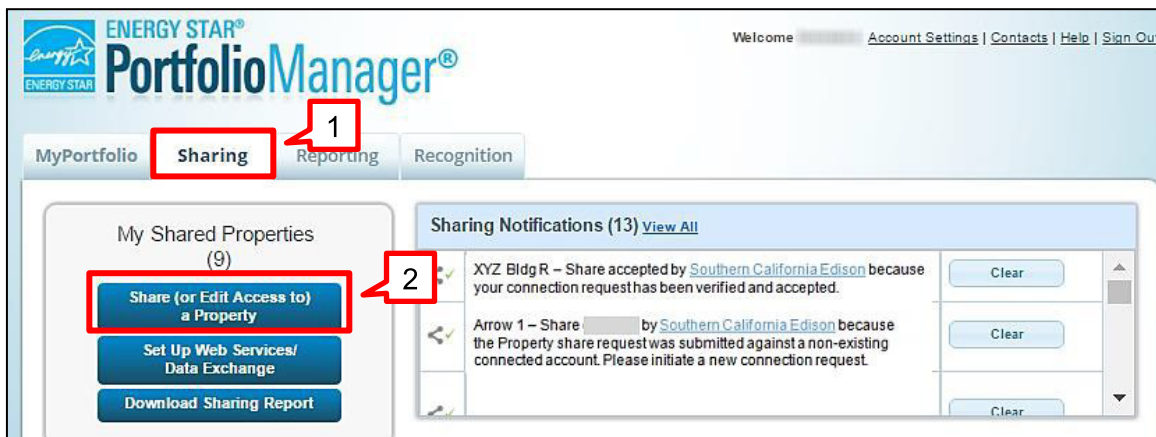 ENERGY STAR®
PortfolioManager®
energy
ENERGY STAR
Welcome Account Settings | Contacts | Help | Sign Ou
1
MyPortfolio Sharing Reporting Recognition
My Shared Properties
(9)
Share (or Edit Access to)
a Property
2
Set Up Web Services/
Data Exchange
Download Sharing Report
Sharing Notifications (13) View All
XYZ Bldg R – Share accepted by Southern California Edison because
your connection request has been verified and accepted.
Clear
Arrow 1 – Share by Southern California Edison because
the Property share request was submitted against a non-existing
connected account. Please initiate a new connection request.
Clear
Clear